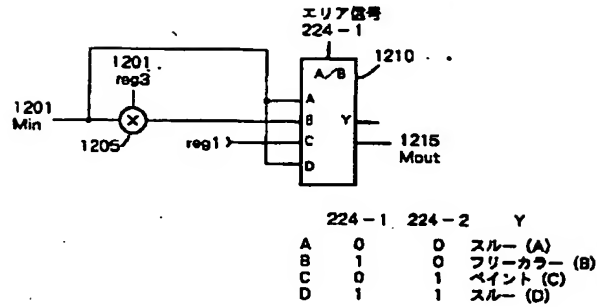 エリア信号
224-1
1210
A/B
1201
reg3
A
1201
Min
×
B
Y
1205
reg1
C
1215
Mout
D
224-1 224-2 Y
A 0 0 スルー (A)
B 1 0 フリーカラー (B)
C 0 1 ペイント (C)
D 1 1 スルー (D)